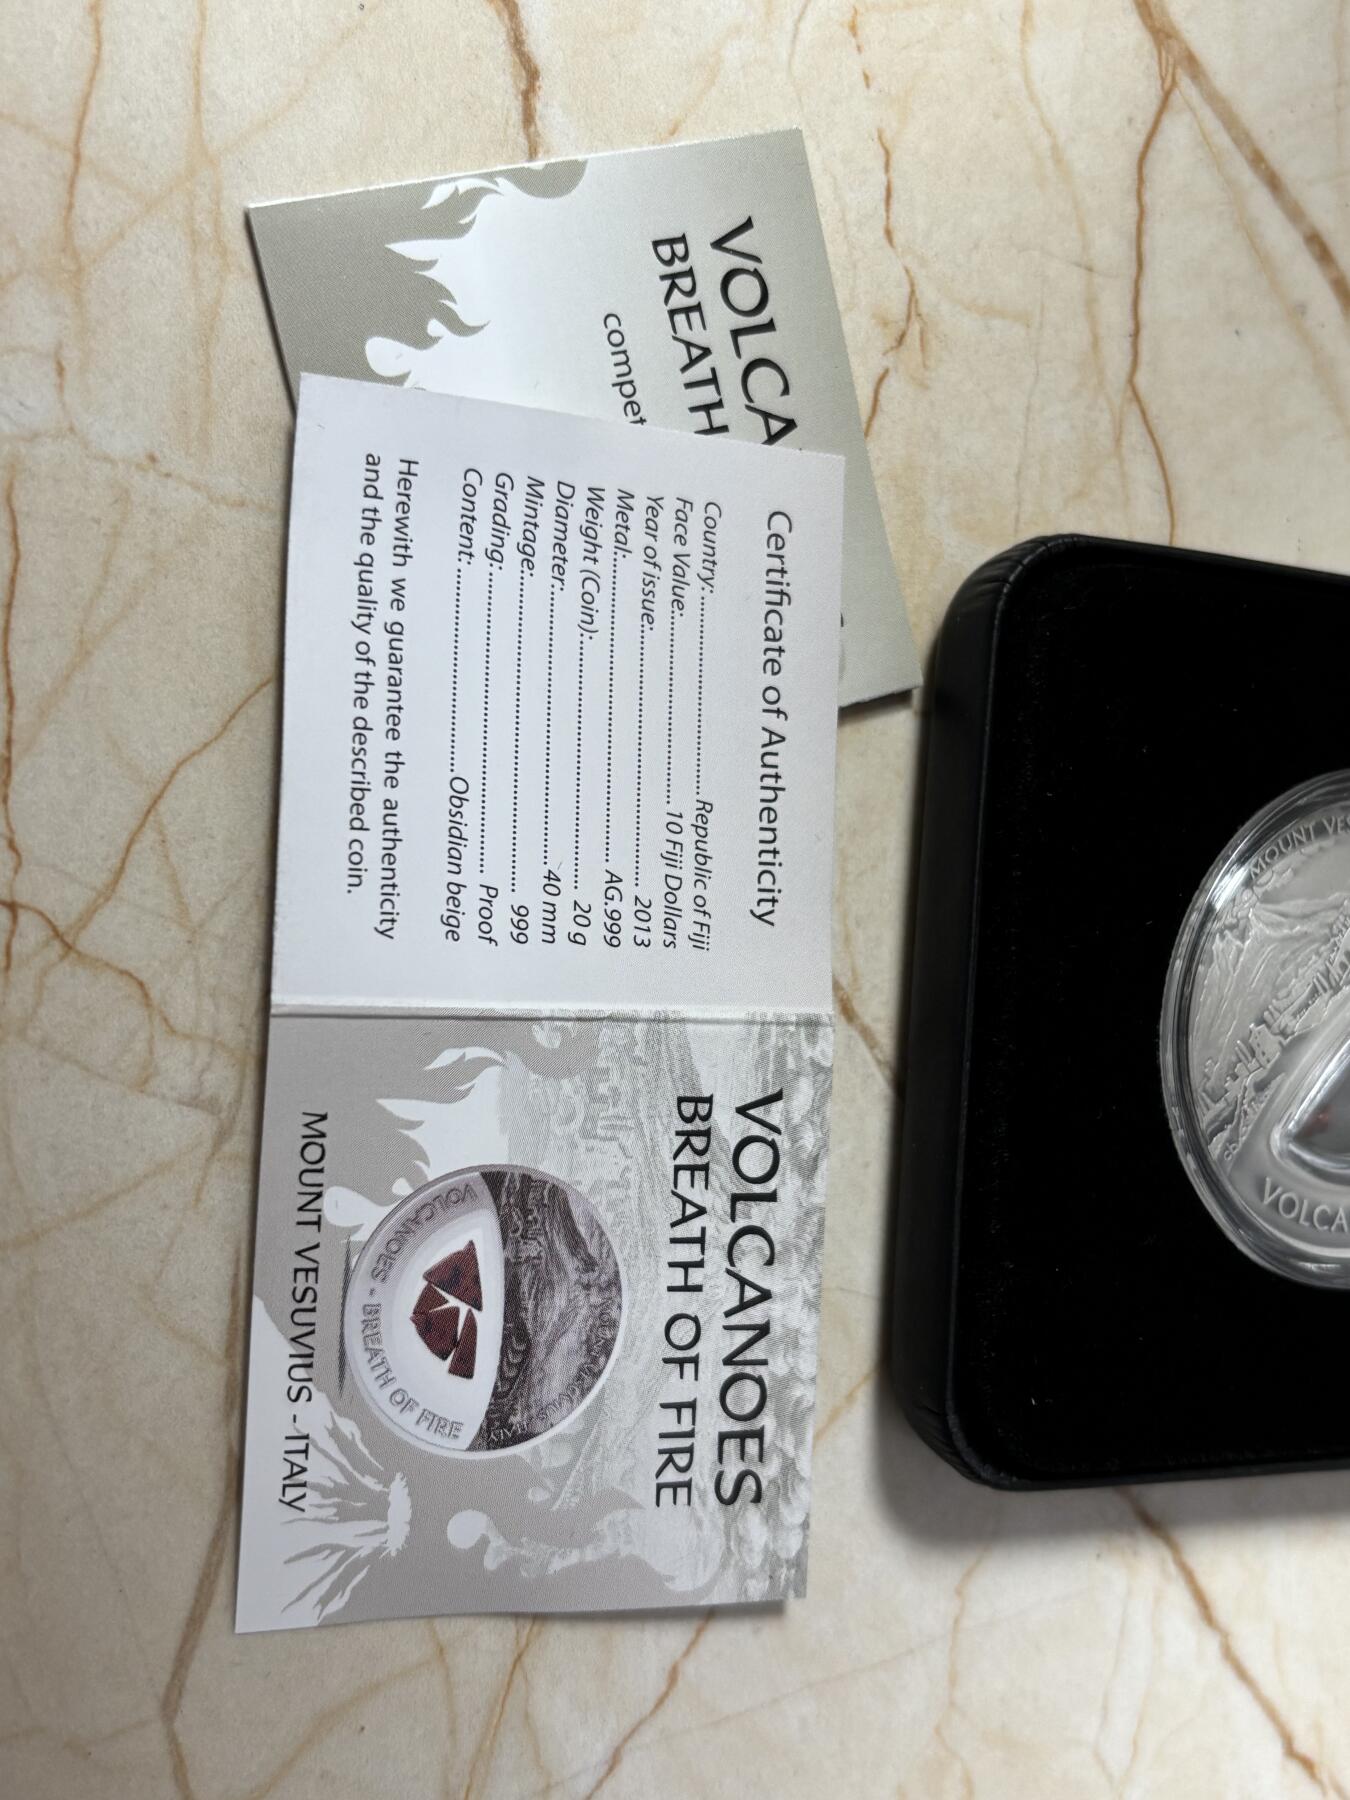 VOLCA
BREATH
compet
Certificate of Authenticity
Country:............................Republic of Fiji
Face Value:......................... 10 Fiji Dollars
Year of issue:................................... 2013
Metal:........................................ AG.999
Weight (Coin):................................. 20 g
Diameter:..................................... 40 mm
Mintage:.......................................... 999
Grading:....................................... Proof
Content: ...........................Obsidian beige
Herewith we guarantee the authenticity
and the quality of the described coin.
VOLCANOES
BREATH OF FIRE
VOLCANOES - BREATH OF FIRE
MOUNT VESUVIUS - ITALY
MOUNT VES
VOLCA